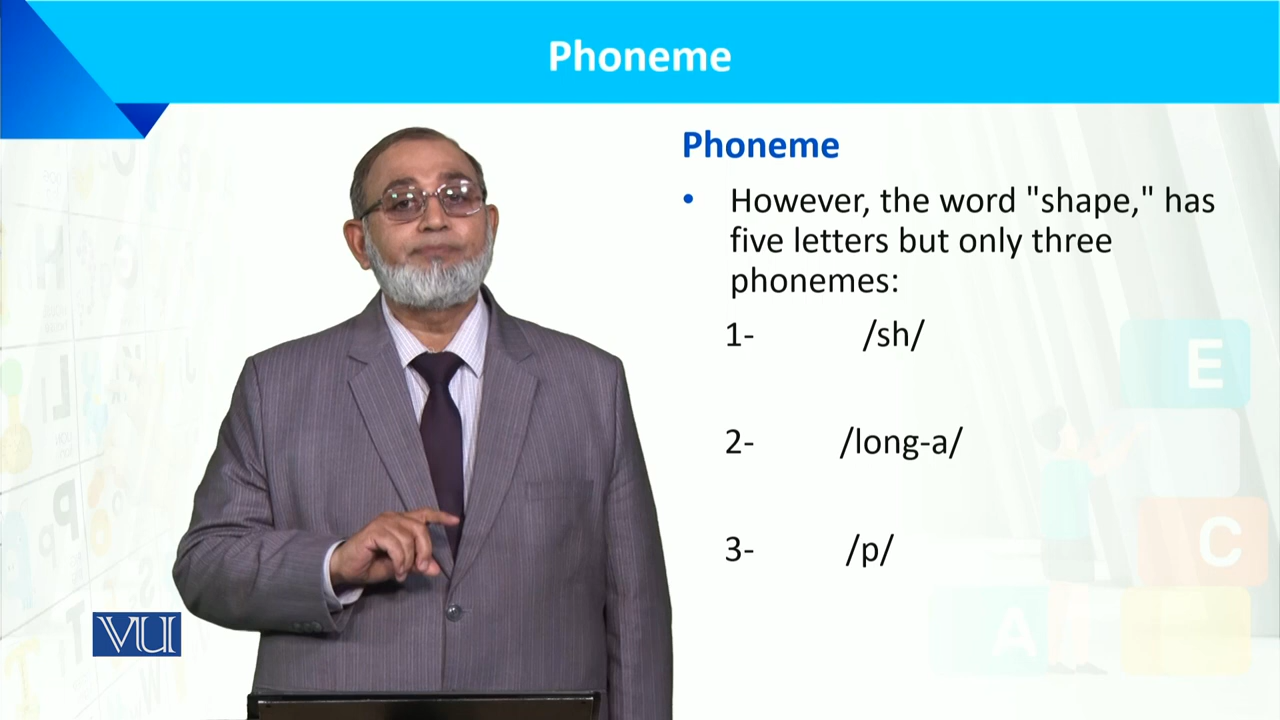 Phoneme
Phoneme
• However, the word "shape," has
five letters but only three
phonemes:
1- /sh/
2- /long-a/
3- /p/
VU
E
C
A